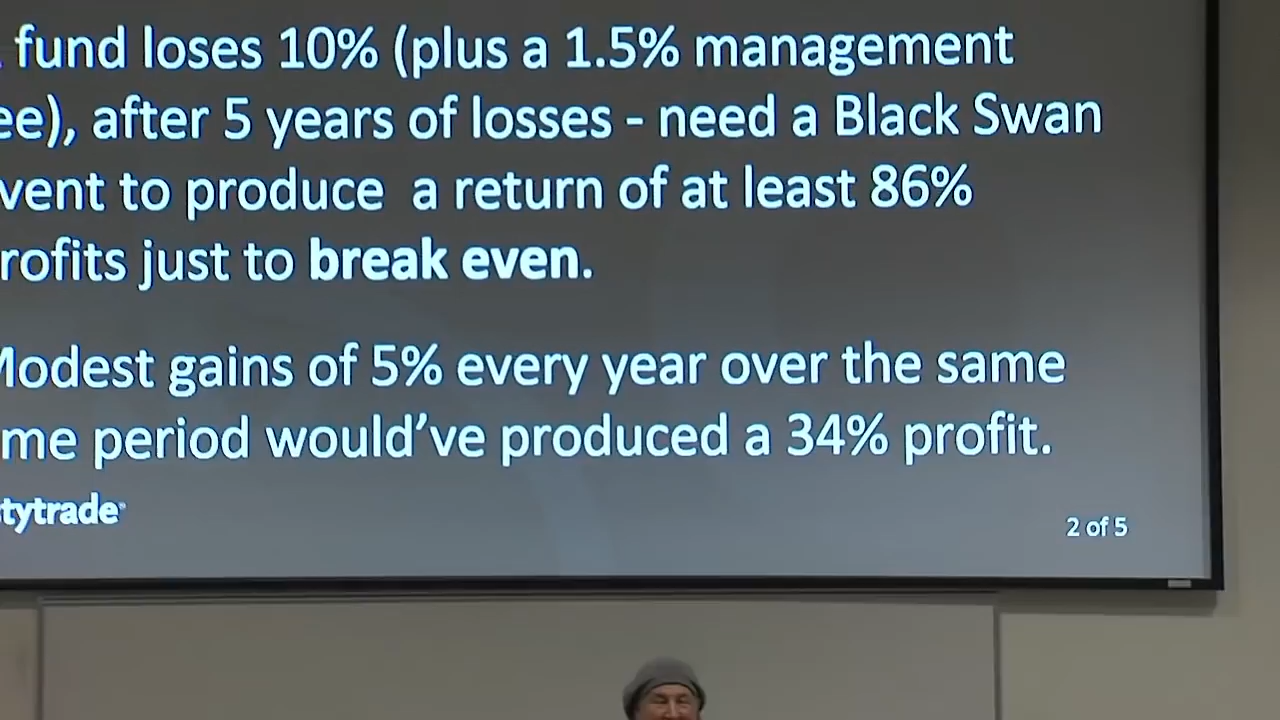 fund loses 10% (plus a 1.5% management
ee), after 5 years of losses - need a Black Swan
vent to produce a return of at least 86%
rofits just to break even.
Modest gains of 5% every year over the same
me period would've produced a 34% profit.
tytrade
2 of 5